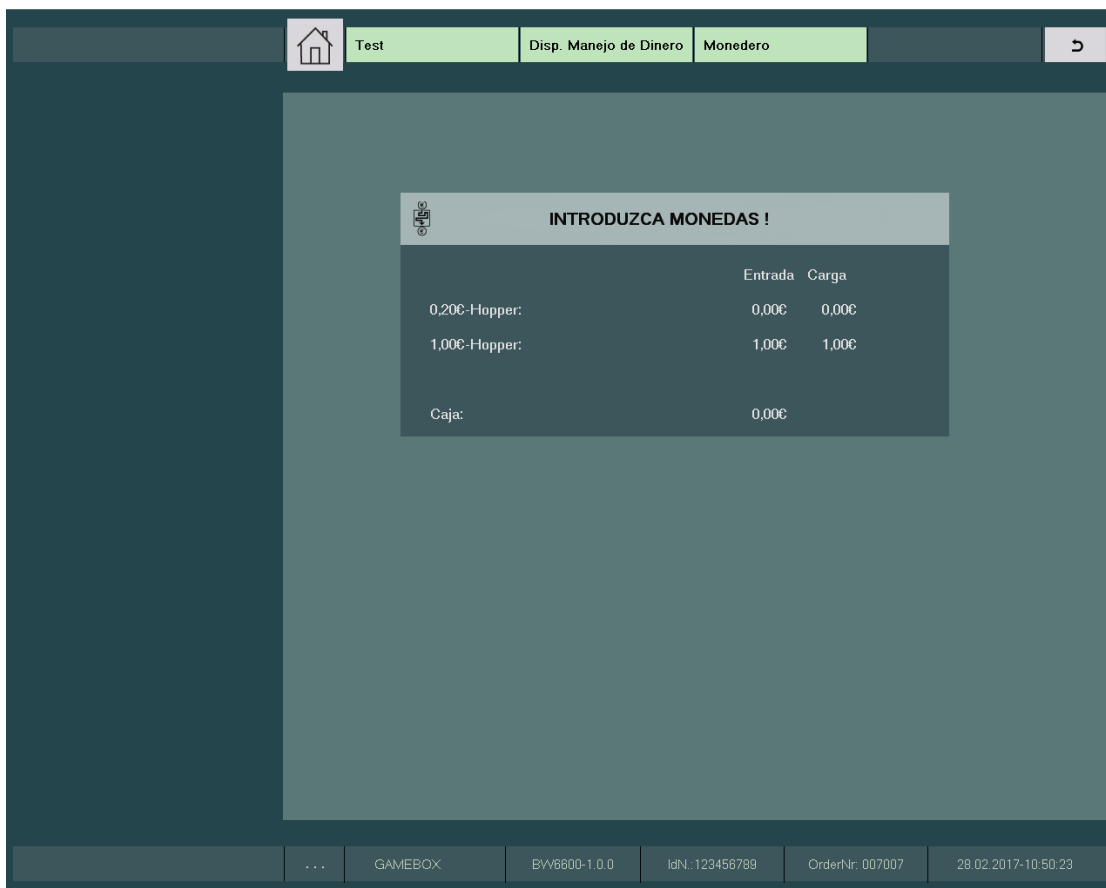 Test Disp. Manejo de Dinero Monedero
INTRODUZCA MONEDAS !
Entrada Carga
0,20€-Hopper: 0,00€ 0,00€
1,00€-Hopper: 1,00€ 1,00€
Caja: 0,00€
... GAMEBOX BW6600-1.0.0 IdN.:123456789 OrderNr: 007007 28.02.2017-10:50:23